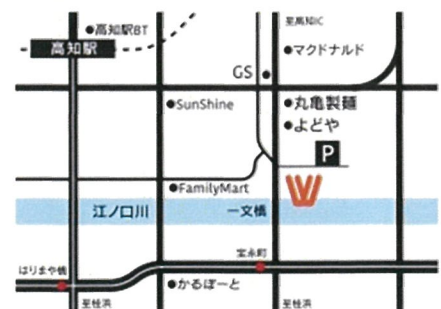 至高知IC
高知駅BT
高知駅
マクドナルド
GS
SunShine
丸亀製麺
よどや
P
FamilyMart
W
江ノ口川
一文橋
宝永町
はりまや橋
かるぽーと
至桂浜
至桂浜